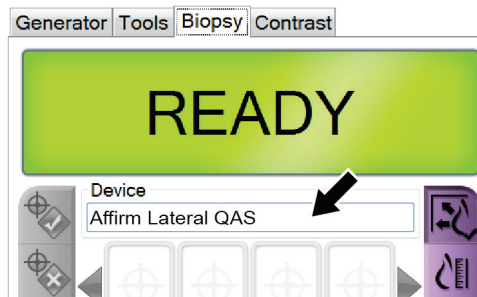 Generator Tools Biopsy Contrast
READY
Device
Affirm Lateral QAS